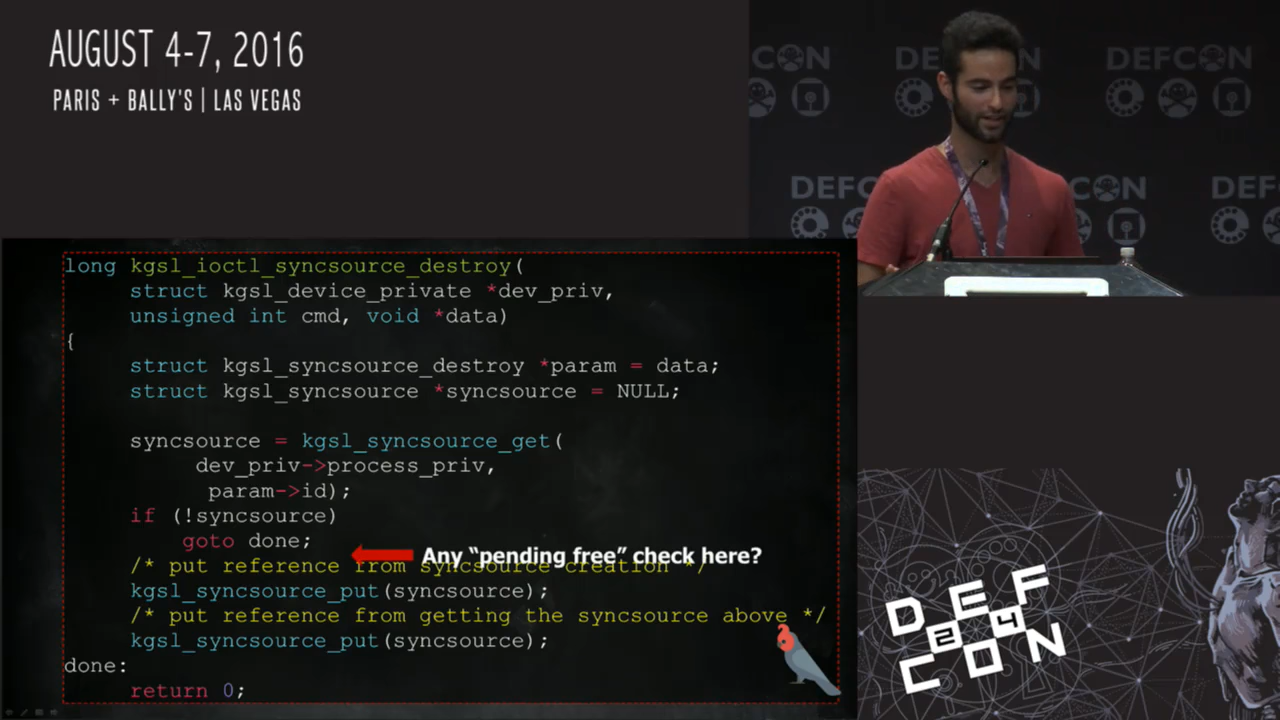 AUGUST 4-7, 2016
PARIS + BALLY'S | LAS VEGAS
DEFCON
DEFCON
DEFCON
long kgsl_ioctl_syncsource_destroy(
struct kgsl_device_private *dev_priv,
unsigned int cmd, void *data)
{
struct kgsl_syncsource_destroy *param = data;
struct kgsl_syncsource *syncsource = NULL;
syncsource = kgsl_syncsource_get(
dev_priv->process_priv,
param->id);
if (!syncsource)
goto done;
Any "pending free" check here?
/* put reference from syncsource creation */
kgsl_syncsource_put(syncsource);
/* put reference from getting the syncsource above */
kgsl_syncsource_put(syncsource);
done:
return 0;
DEF
24
CON